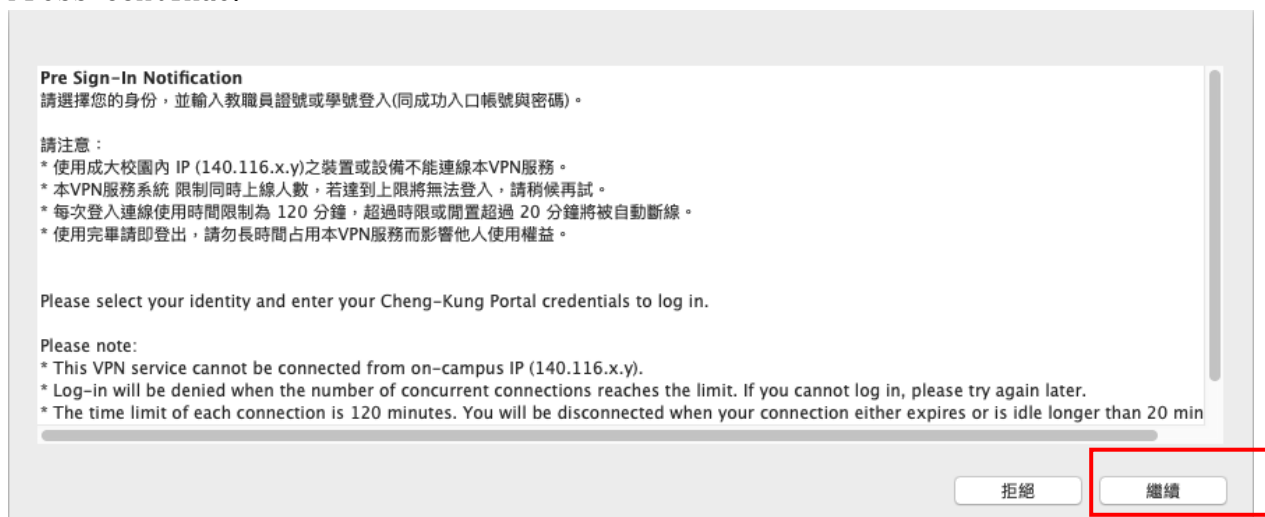 Pre Sign-In Notification
請選擇您的身份，並輸入教職員證號或學號登入(同成功入口帳號與密碼)。
請注意：
* 使用成大校園內 IP (140.116.x.y)之裝置或設備不能連線本VPN服務。
* 本VPN服務系統 限制同時上線人數，若達到上限將無法登入，請稍候再試。
* 每次登入連線使用時間限制為 120 分鐘，超過時限或閒置超過 20 分鐘將被自動斷線。
* 使用完畢請即登出，請勿長時間占用本VPN服務而影響他人使用權益。
Please select your identity and enter your Cheng-Kung Portal credentials to log in.
Please note:
* This VPN service cannot be connected from on-campus IP (140.116.x.y).
* Log-in will be denied when the number of concurrent connections reaches the limit. If you cannot log in, please try again later.
* The time limit of each connection is 120 minutes. You will be disconnected when your connection either expires or is idle longer than 20 min
拒絕 繼續